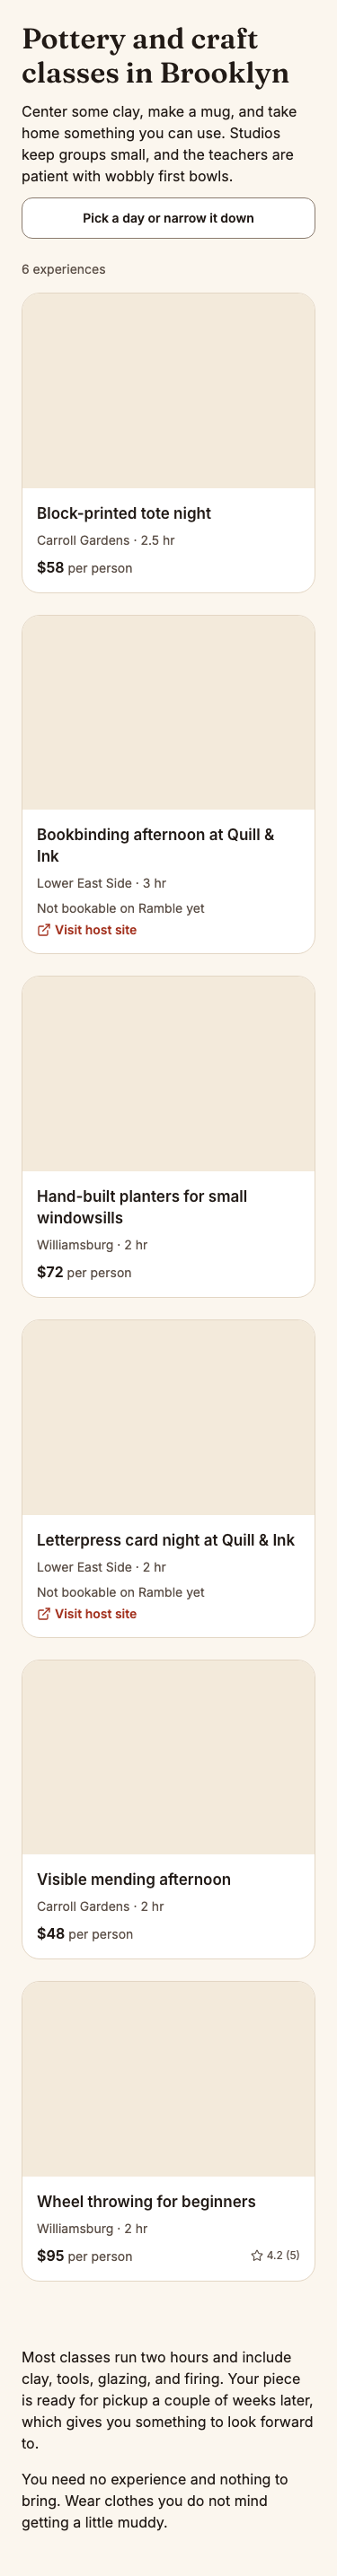 Pottery and craft
classes in Brooklyn
Center some clay, make a mug, and take
home something you can use. Studios
keep groups small, and the teachers are
patient with wobbly first bowls.
Pick a day or narrow it down
6 experiences
Block-printed tote night
Carroll Gardens · 2.5 hr
$58 per person
Bookbinding afternoon at Quill &
Ink
Lower East Side · 3 hr
Not bookable on Ramble yet
Visit host site
Hand-built planters for small
windowsills
Williamsburg · 2 hr
$72 per person
Letterpress card night at Quill & Ink
Lower East Side · 2 hr
Not bookable on Ramble yet
Visit host site
Visible mending afternoon
Carroll Gardens · 2 hr
$48 per person
Wheel throwing for beginners
Williamsburg · 2 hr
$95 per person 4.2 (5)
Most classes run two hours and include
clay, tools, glazing, and firing. Your piece
is ready for pickup a couple of weeks later,
which gives you something to look forward
to.
You need no experience and nothing to
bring. Wear clothes you do not mind
getting a little muddy.